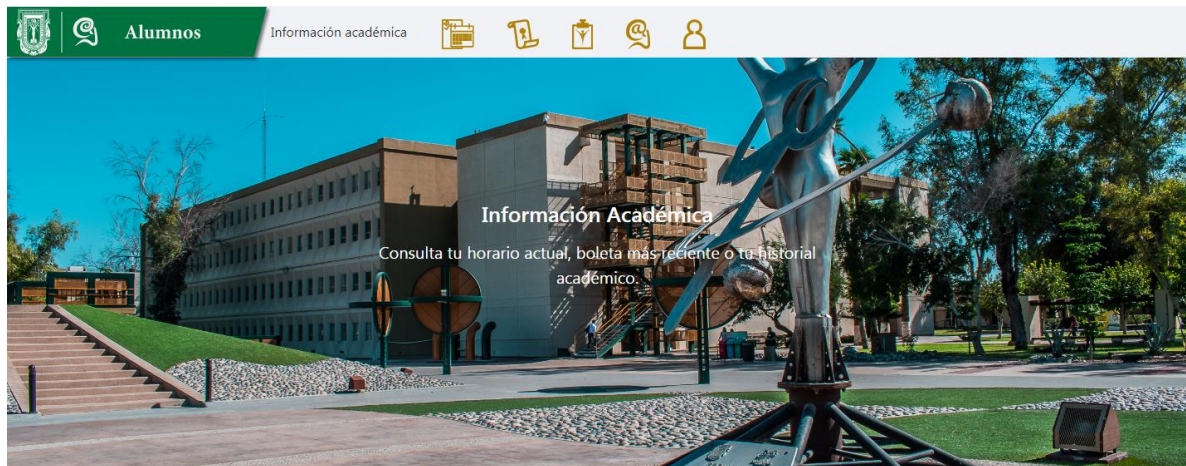 Alumnos
Información académica
Información Académica
Consulta tu horario actual, boleta más reciente o tu historial
académico.